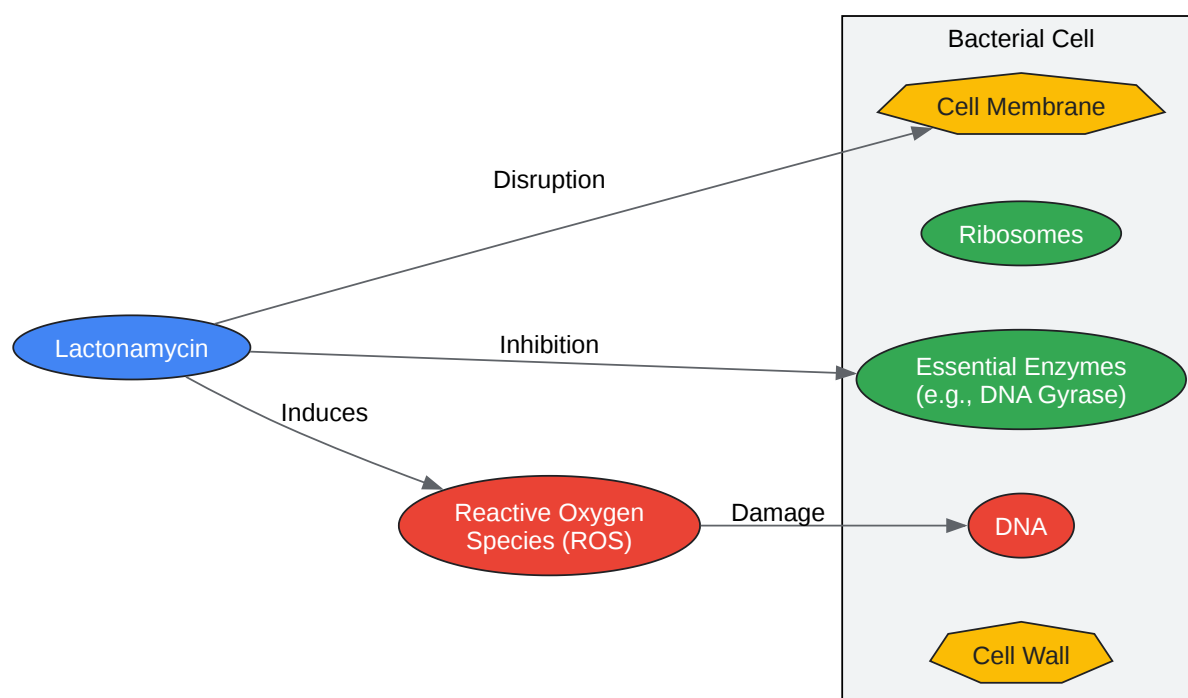 Bacterial Cell
Cell Membrane
Disruption
Ribosomes
Lactonamycin
Inhibition
Essential Enzymes
(e.g., DNA Gyrase)
Induces
Reactive Oxygen
Species (ROS)
Damage
DNA
Cell Wall